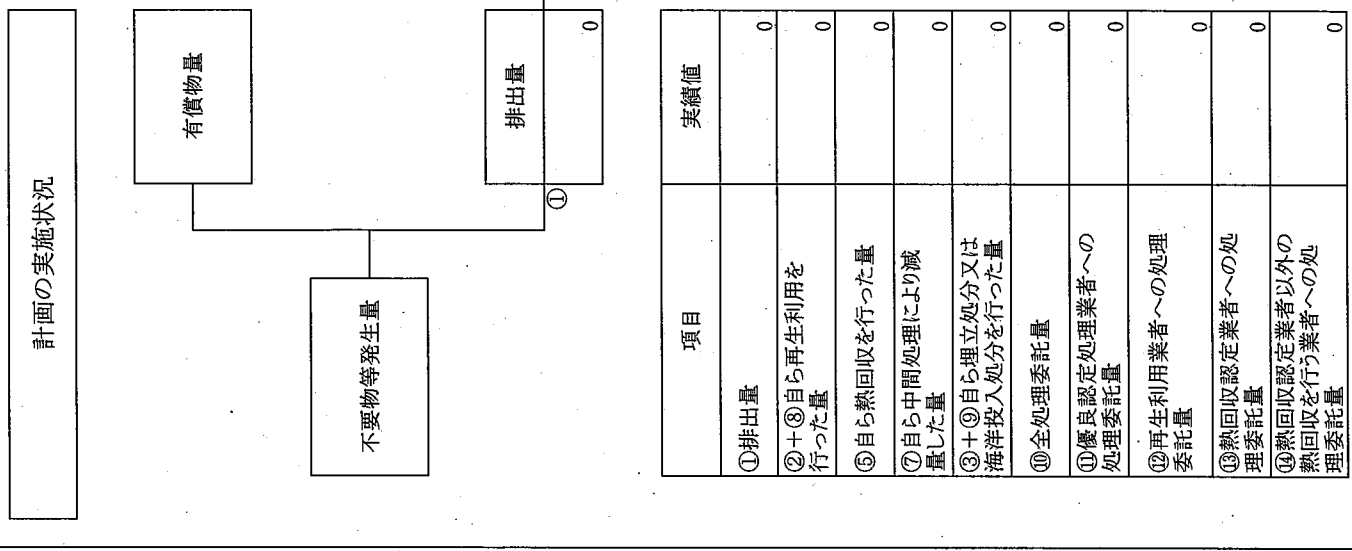 計画の実施状況
有償物量
不要物等発生量
①
排出量
0
項目
実績値
①排出量
0
②+⑧自ら再生利用を
行った量
0
⑤自ら熱回収を行った量
0
⑦自ら中間処理により減
量した量
0
③+⑨自ら埋立処分又は
海洋投入処分を行った量
0
⑩全処理委託量
0
⑪優良認定処理業者への
処理委託量
0
⑫再生利用業者への処理
委託量
0
⑬熱回収認定業者への処
理委託量
0
⑭熱回収認定業者以外の
熱回収を行う業者への処
理委託量
0